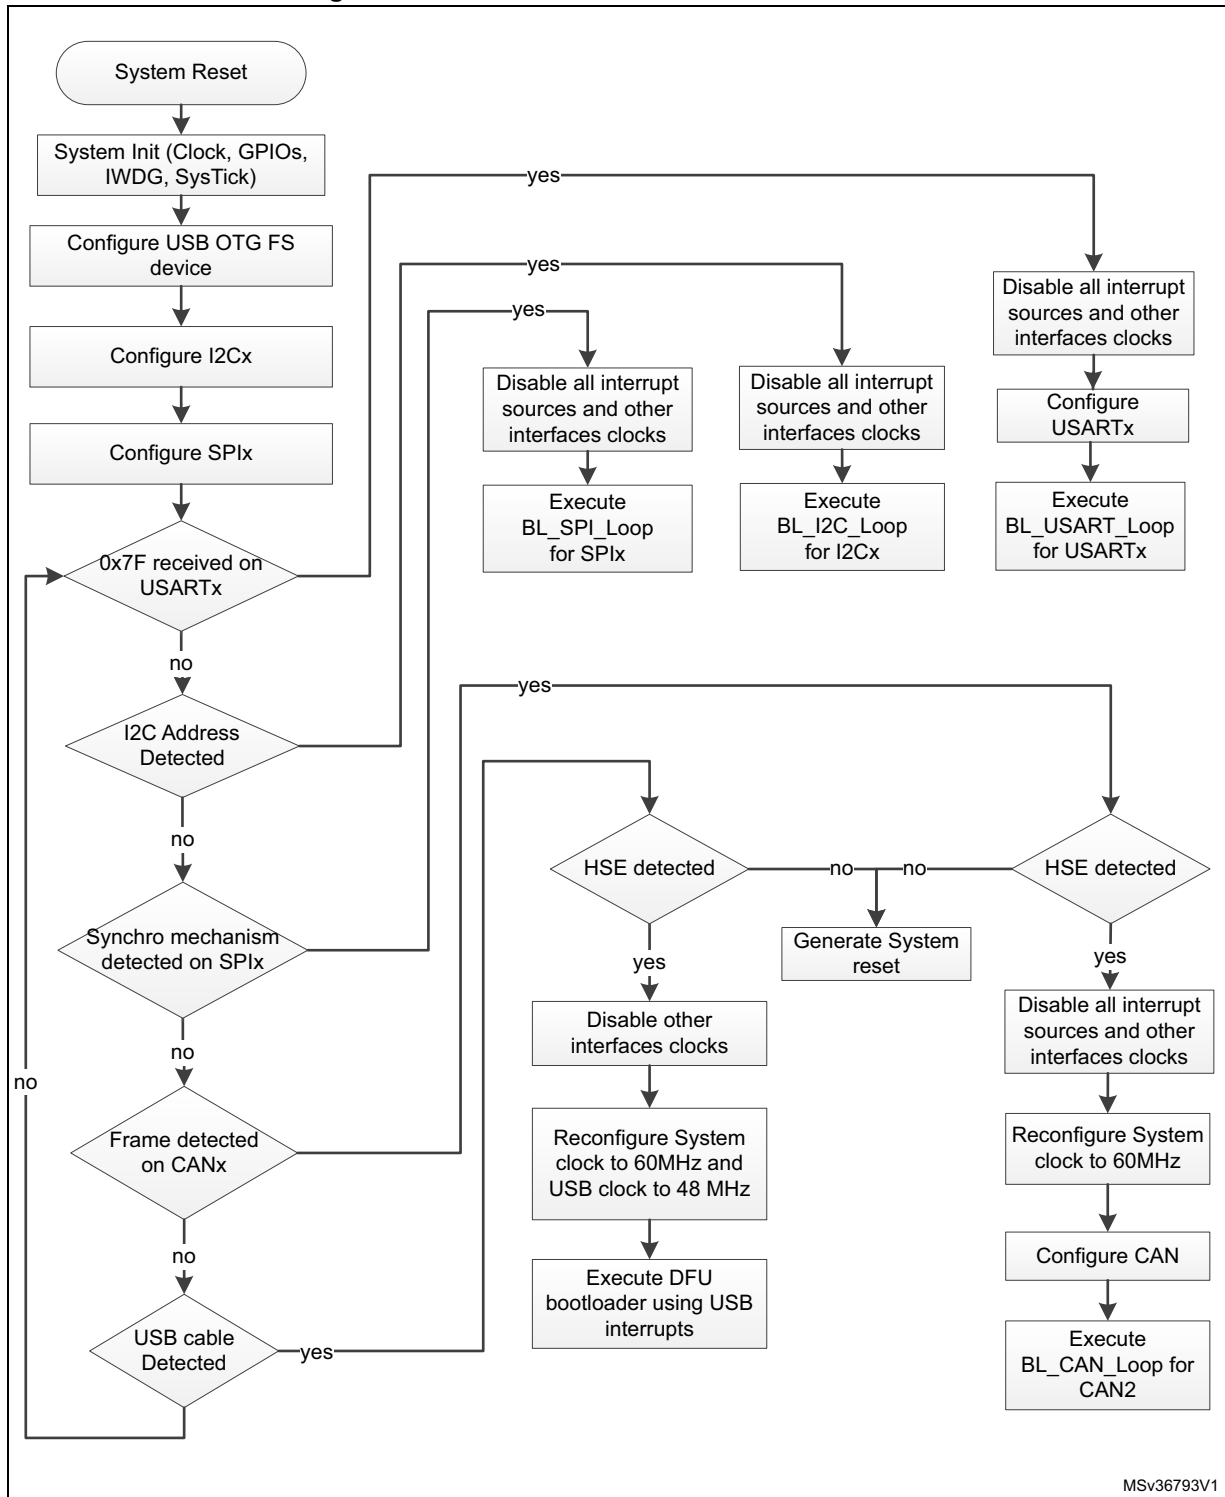 System Reset
System Init (Clock, GPIOs,
IWDG, SysTick)
Configure USB OTG FS
device
Configure I2Cx
Configure SPIx
0x7F received on
USARTx
no
I2C Address
Detected
no
Synchro mechanism
detected on SPIx
no
Frame detected
on CANx
no
USB cable
Detected
no
yes
yes
yes
yes
yes
Disable all interrupt
sources and other
interfaces clocks
Execute
BL_SPI_Loop
for SPIx
Disable all interrupt
sources and other
interfaces clocks
Execute
BL_I2C_Loop
for I2Cx
Disable all interrupt
sources and other
interfaces clocks
Configure
USARTx
Execute
BL_USART_Loop
for USARTx
HSE detected
no
no
HSE detected
Generate System
reset
yes
Disable other
interfaces clocks
Reconfigure System
clock to 60MHz and
USB clock to 48 MHz
Execute DFU
bootloader using USB
interrupts
yes
Disable all interrupt
sources and other
interfaces clocks
Reconfigure System
clock to 60MHz
Configure CAN
Execute
BL_CAN_Loop for
CAN2
MSv36793V1